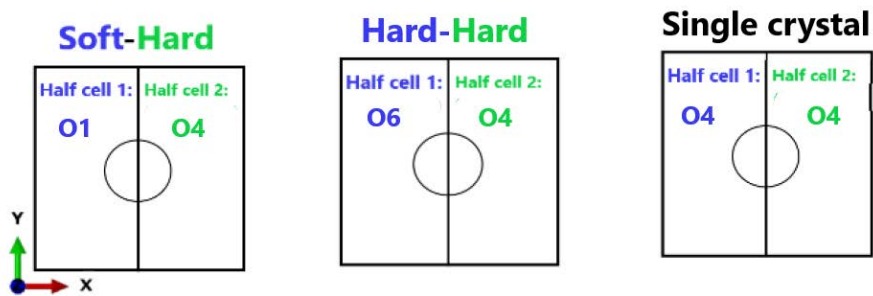 Soft-Hard
Half cell 1: Half cell 2:
O1 O4
Hard-Hard
Half cell 1: Half cell 2:
O6 O4
Single crystal
Half cell 1: Half cell 2:
O4 O4
Y
X